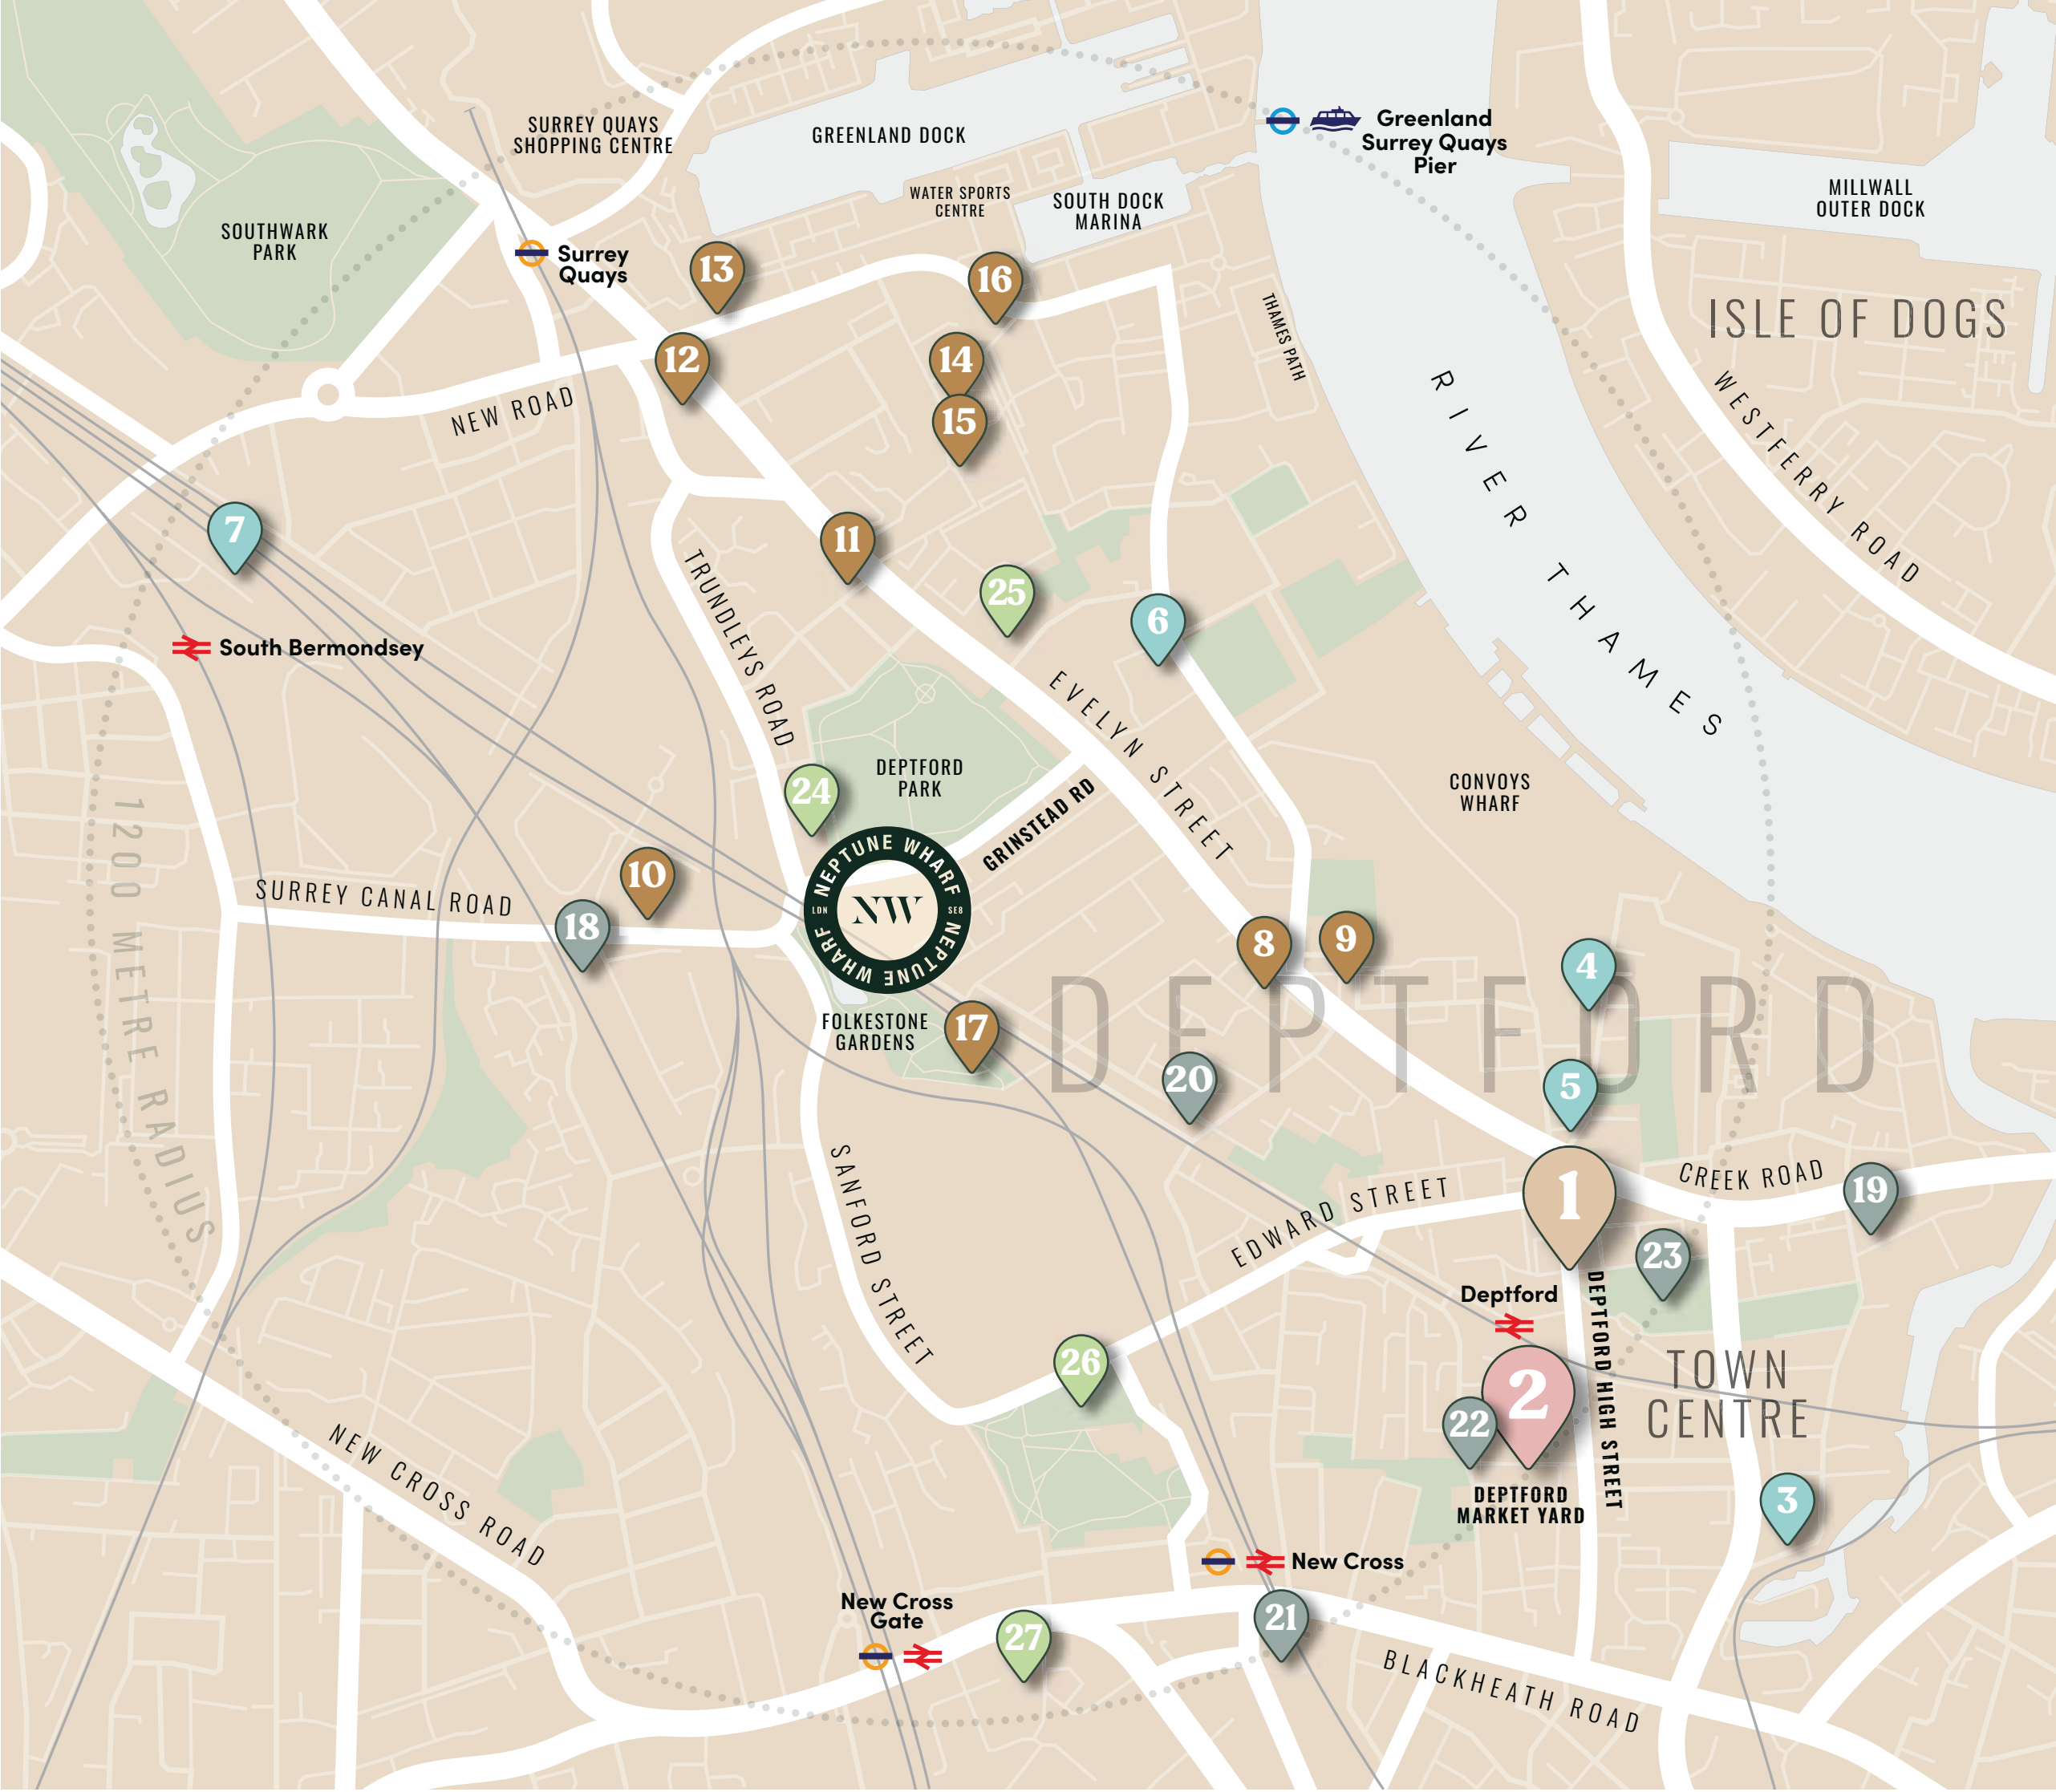 SURREY QUAYS
SHOPPING CENTRE
GREENLAND DOCK
Greenland
Surrey Quays
Pier
WATER SPORTS
CENTRE
SOUTH DOCK
MARINA
MILLWALL
OUTER DOCK
SOUTHWARK
PARK
Surrey
Quays
13
16
ISLE OF DOGS
THAMES PATH
12
14
15
NEW ROAD
RIVER THAMES
WESTFERRY ROAD
7
11
25
6
South Bermondsey
TRUNDLEYS ROAD
EVELYN STREET
24
DEPTFORD
PARK
GRINSTEAD RD
CONVOYS
WHARF
1200 METRE RADIUS
SURREY CANAL ROAD
10
18
NEPTUNE WHARF
LDN
NW
SE8
NEPTUNE WHARF
8
9
4
DEPTFORD
FOLKESTONE
GARDENS
17
20
5
SANFORD STREET
EDWARD STREET
1
CREEK ROAD
19
23
Deptford
DEPTFORD HIGH STREET
TOWN
CENTRE
26
2
22
DEPTFORD
MARKET YARD
3
NEW CROSS ROAD
New Cross
New Cross
Gate
27
21
BLACKHEATH ROAD